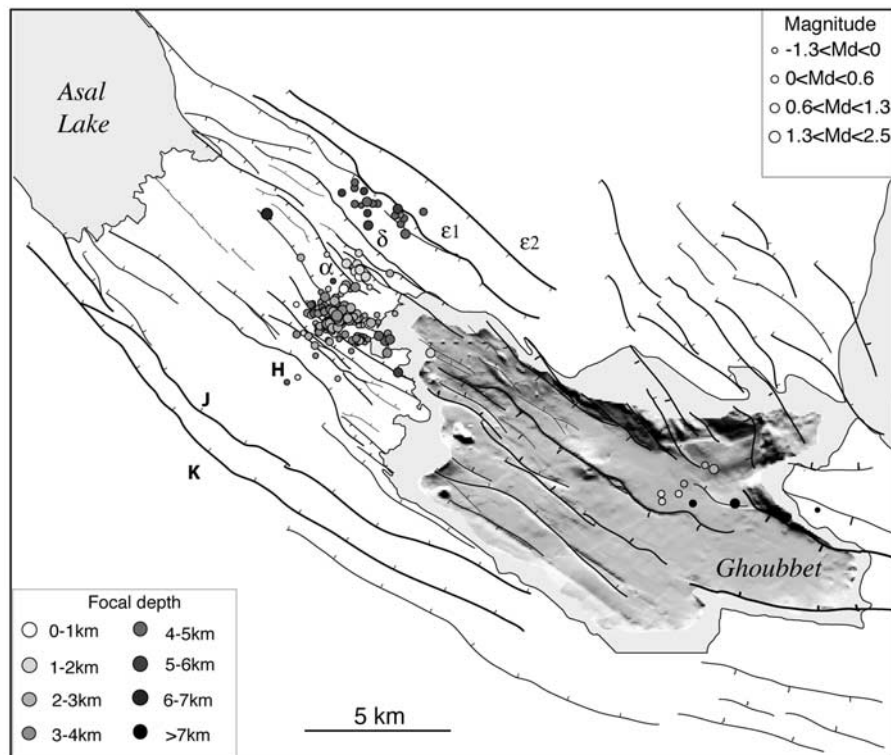 Magnitude
-1.3<Md<0
0<Md<0.6
0.6<Md<1.3
1.3<Md<2.5
Asal
Lake
ε1
δ
ε2
α
H
J
K
Ghoubbet
Focal depth
0-1km
4-5km
1-2km
5-6km
2-3km
6-7km
3-4km
>7km
5 km